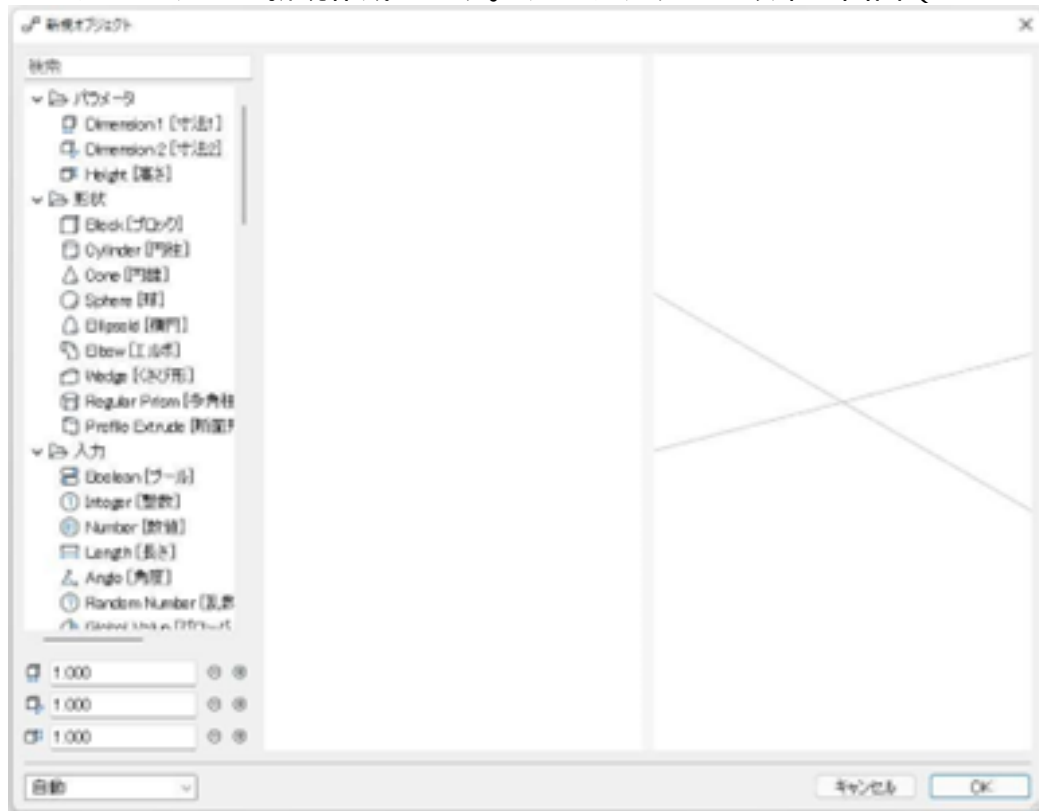 新規オブジェクト
検索
パラメータ
Dimension1 [寸法1]
Dimension2 [寸法2]
Height [高さ]
形状
Block [ブロック]
Cylinder [円柱]
Cone [円錐]
Sphere [球]
Ellipsoid [楕円]
Elbow [エルボ]
Wedge [くさび形]
Regular Prism [多角柱
Profile Extrude [断面形
入力
Boolean [ブール]
Integer [整数]
Number [数値]
Length [長さ]
Angle [角度]
Random Number [乱数
1.000
1.000
1.000
自動
キャンセル
OK